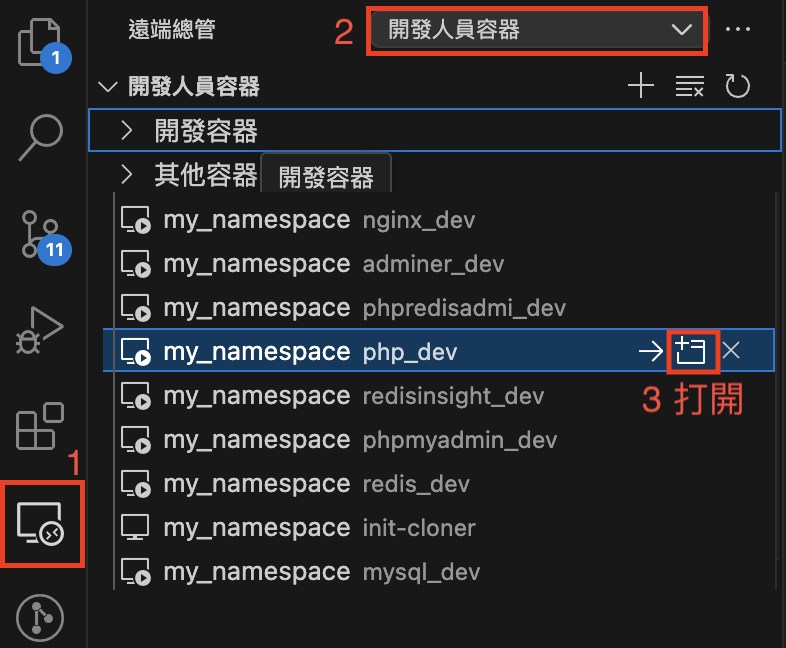 遠端總管
2
開發人員容器
1
開發人員容器
開發容器
其他容器
開發容器
11
my_namespace nginx_dev
my_namespace adminer_dev
my_namespace phpredisadmi_dev
my_namespace php_dev
3 打開
my_namespace redisinsight_dev
my_namespace phpmyadmin_dev
1
my_namespace redis_dev
my_namespace init-cloner
my_namespace mysql_dev